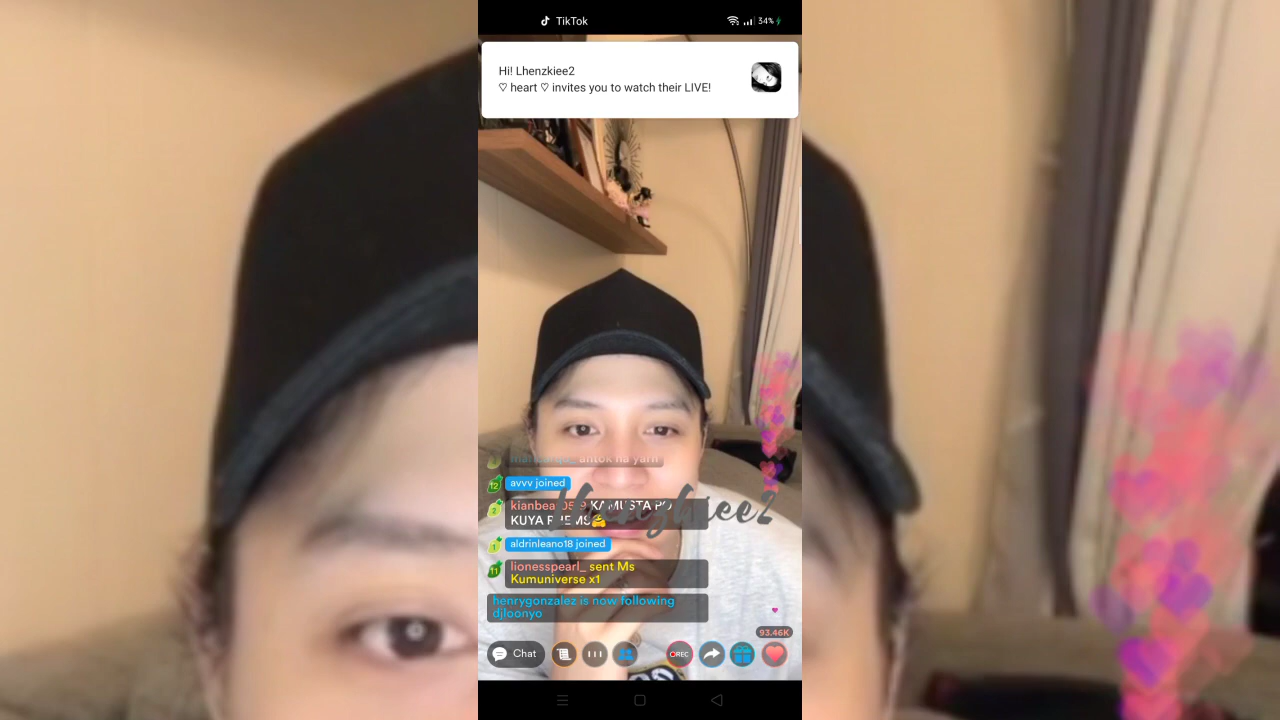 TikTok
34%
Hi! Lhenzkiee2
♡ heart ♡ invites you to watch their LIVE!
antok na yarn
12 avvv joined
2 KAMUSTA PO
KUYA
1 aldrinleano18 joined
11 lionesspearl_ sent Ms
Kumuniverse x1
henrygonzalez is now following
djloonyo
Lhenzkiee2
93.46K
Chat
REC